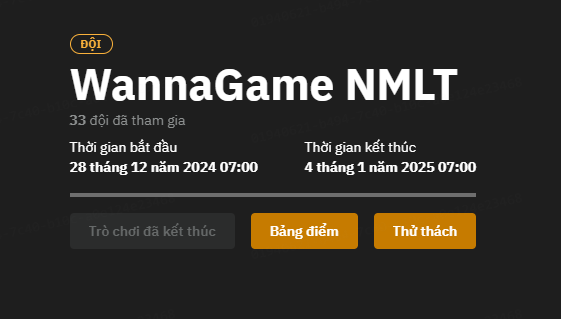 ĐỘI
WannaGame NMLT
33 đội đã tham gia
Thời gian bắt đầu
28 tháng 12 năm 2024 07:00
Thời gian kết thúc
4 tháng 1 năm 2025 07:00
Trò chơi đã kết thúc
Bảng điểm
Thử thách